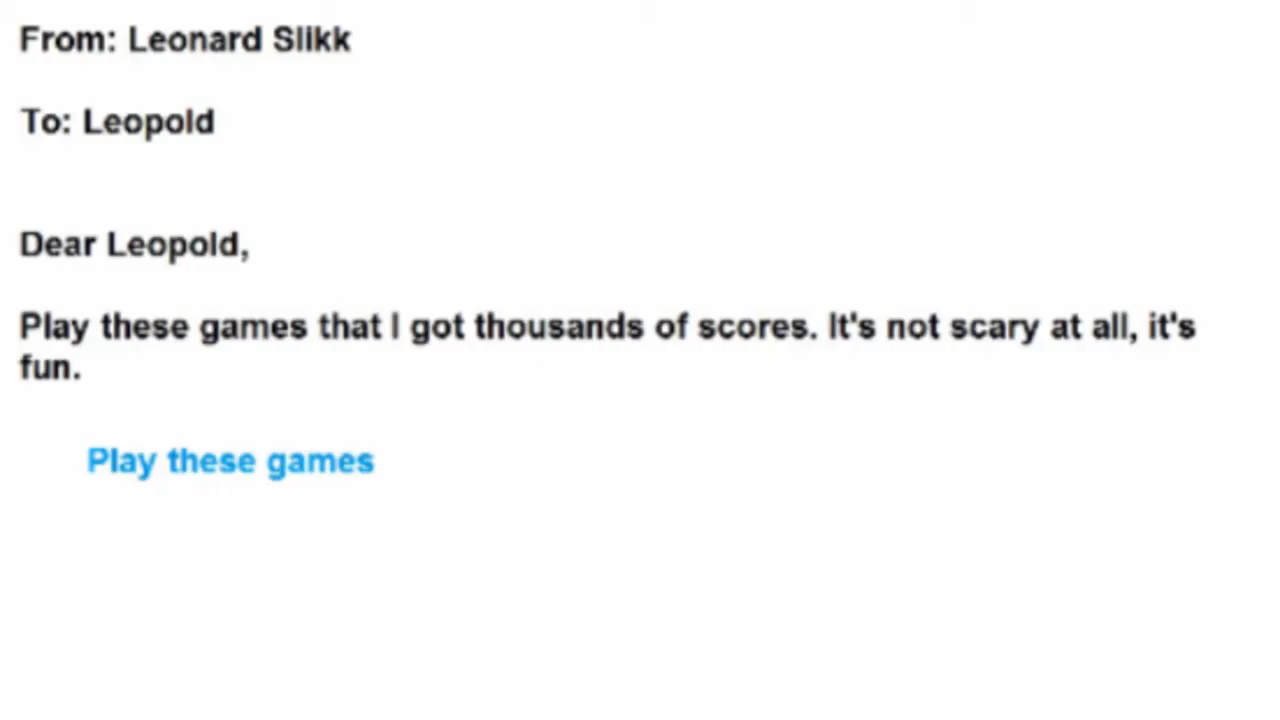 From: Leonard Slikk
To: Leopold
Dear Leopold,
Play these games that I got thousands of scores. It's not scary at all, it's
fun.
Play these games